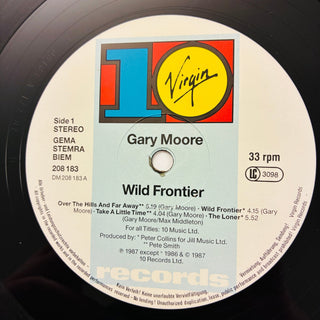 10
Virgin
Side 1
STEREO
GEMA
STEMRA
BIEM
208 183
DM 208 183 A
Gary Moore
33 rpm
LC 3098
Wild Frontier
Over The Hills And Far Away** 5.19 (Gary Moore) · Wild Frontier* 4.15 (Gary
Moore) · Take A Little Time** 4.04 (Gary Moore) · The Loner* 5.52
(Gary Moore/Max Middleton)
For all Titles: 10 Music Ltd.
Produced by: * Peter Collins for Jill Music Ltd.
** Pete Smith
℗ 1987 except * 1986 & © 1987
10 Records Ltd.
records